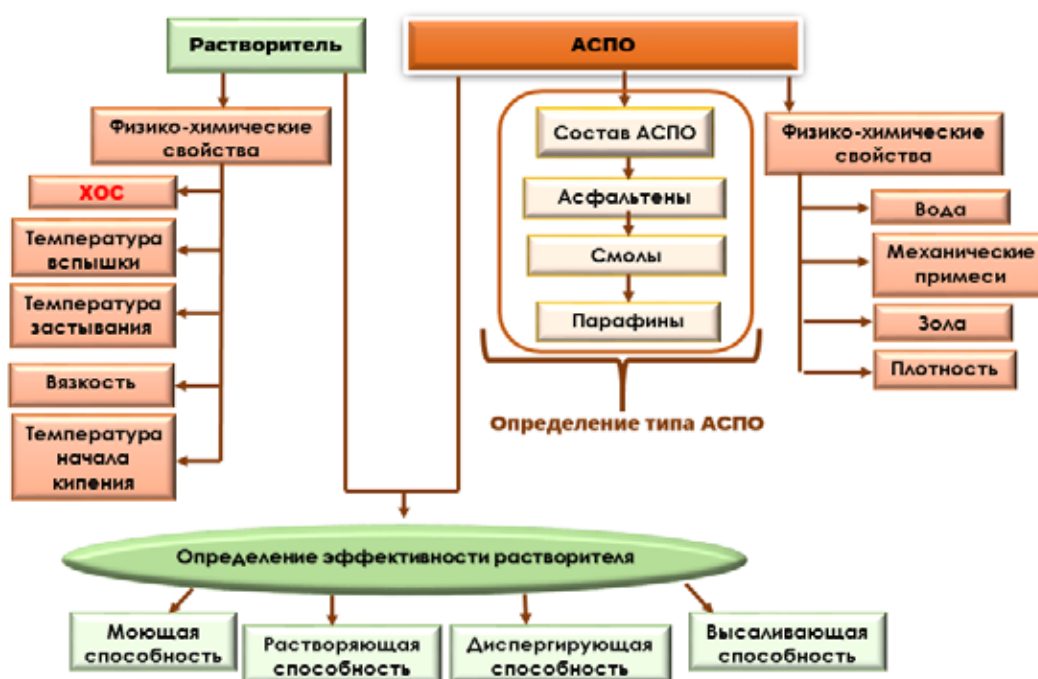 Растворитель
АСПО
Физико-химические
свойства
ХОС
Температура
вспышки
Температура
застывания
Вязкость
Температура
начала
кипения
Состав АСПО
Асфальтены
Смолы
Парафины
Определение типа АСПО
Физико-химические
свойства
Вода
Механические
примеси
Зола
Плотность
Определение эффективности растворителя
Моющая
способность
Растворяющая
способность
Диспергирующая
способность
Высаливающая
способность